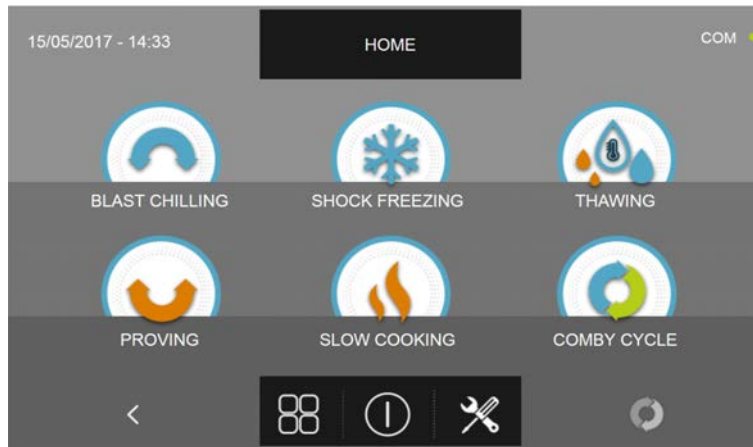 15/05/2017 - 14:33
HOME
COM
BLAST CHILLING
SHOCK FREEZING
THAWING
PROVING
SLOW COOKING
COMBY CYCLE